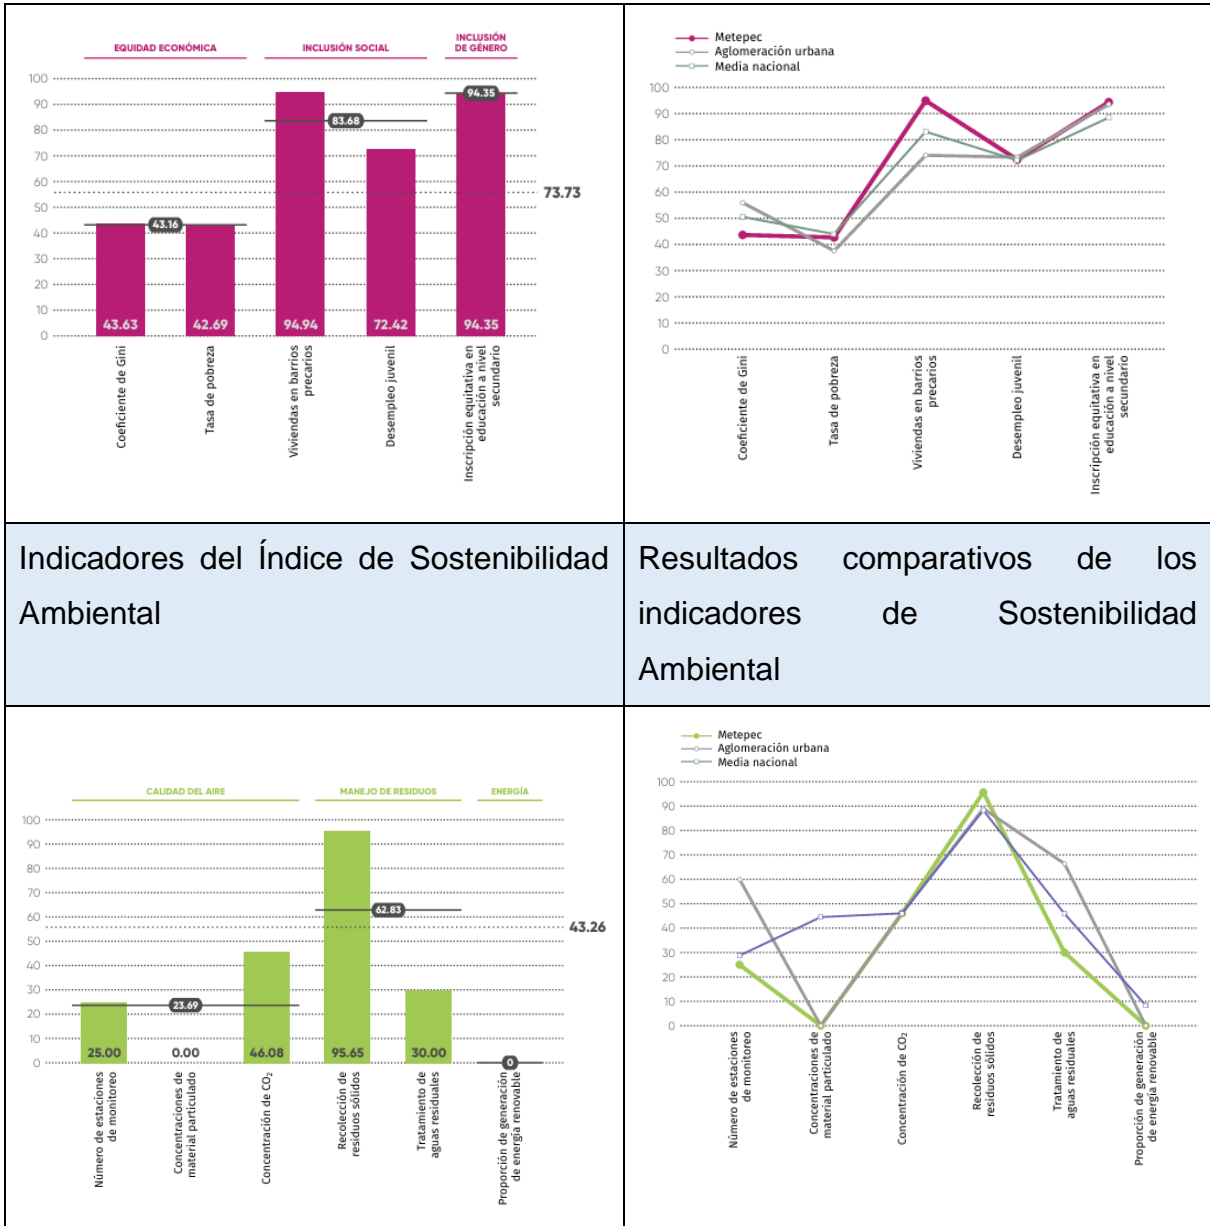 EQUIDAD ECONÓMICA
INCLUSIÓN SOCIAL
INCLUSIÓN
DE GÉNERO
100
90
80
70
60
50
40
30
20
10
0
94.35
83.68
73.73
43.16
43.63
42.69
94.94
72.42
94.35
Coeficiente de Gini
Tasa de pobreza
Viviendas en barrios
precarios
Desempleo juvenil
Inscripción equitativa en
educación a nivel
secundario
Metepec
Aglomeración urbana
Media nacional
100
90
80
70
60
50
40
30
20
10
0
Coeficiente de Gini
Tasa de pobreza
Viviendas en barrios
precarios
Desempleo juvenil
Inscripción equitativa en
educación a nivel
secundario
Indicadores del Índice de Sostenibilidad
Ambiental
Resultados comparativos de los
indicadores de Sostenibilidad
Ambiental
CALIDAD DEL AIRE
MANEJO DE RESIDUOS
ENERGÍA
100
90
80
70
60
50
40
30
20
10
0
62.83
43.26
23.69
25.00
0.00
46.08
95.65
30.00
0
Número de estaciones
de monitoreo
Concentraciones de
material particulado
Concentración de CO₂
Recolección de
residuos sólidos
Tratamiento de
aguas residuales
Proporción de generación
de energía renovable
Metepec
Aglomeración urbana
Media nacional
100
90
80
70
60
50
40
30
20
10
0
Número de estaciones
de monitoreo
Concentraciones de
material particulado
Concentración de CO₂
Recolección de
residuos sólidos
Tratamiento de
aguas residuales
Proporción de generación
de energía renovable